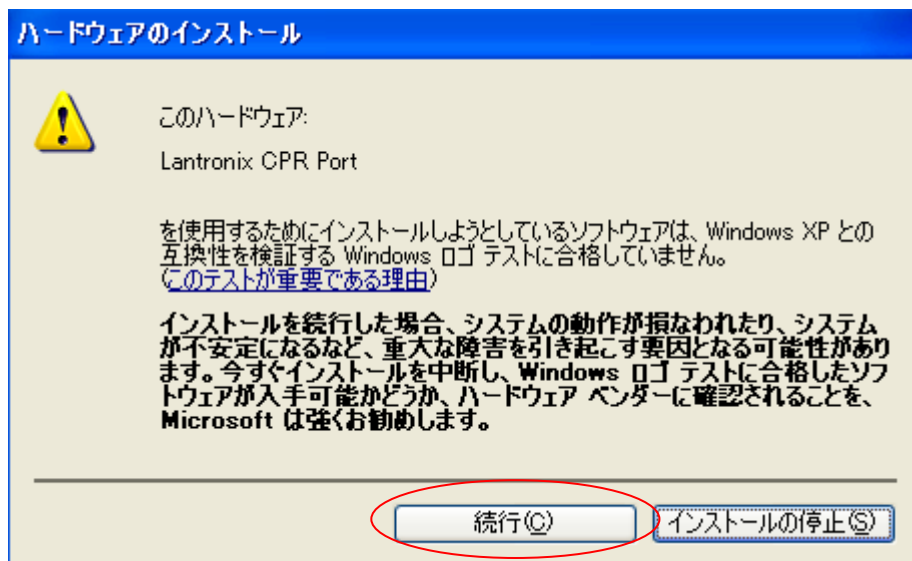 ハードウェアのインストール
このハードウェア:
Lantronix CPR Port
を使用するためにインストールしようとしているソフトウェアは、Windows XP との
互換性を検証する Windows ロゴ テストに合格していません。
(このテストが重要である理由)
インストールを続行した場合、システムの動作が損なわれたり、システム
が不安定になるなど、重大な障害を引き起こす要因となる可能性があり
ます。今すぐインストールを中断し、Windows ロゴ テストに合格したソフ
トウェアが入手可能かどうか、ハードウェア ベンダーに確認されることを、
Microsoft は強くお勧めします。
続行(C) インストールの停止(S)